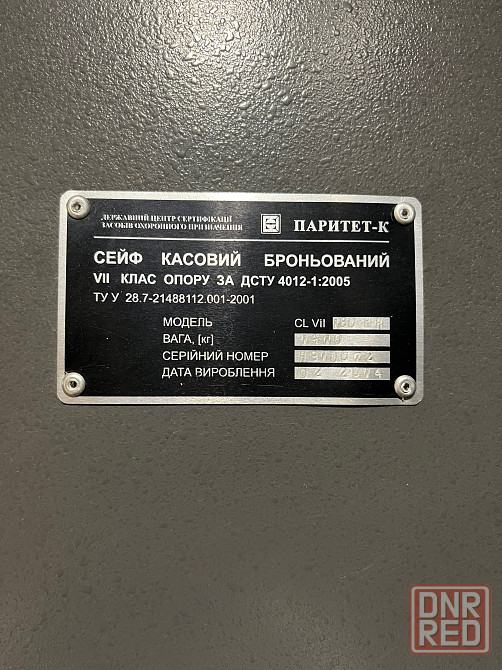 ДЕРЖАВНИЙ ЦЕНТР СЕРТИФІКАЦІЇ
ЗАСОБІВ ОХОРОННОГО ПРИЗНАЧЕННЯ
ПАРИТЕТ-К
СЕЙФ КАСОВИЙ БРОНЬОВАНИЙ
VII КЛАС ОПОРУ ЗА ДСТУ 4012-1:2005
ТУ У 28.7-21488112.001-2001
МОДЕЛЬ CL VII
ВАГА, [кг]
СЕРІЙНИЙ НОМЕР
ДАТА ВИРОБЛЕННЯ
DNR
RED